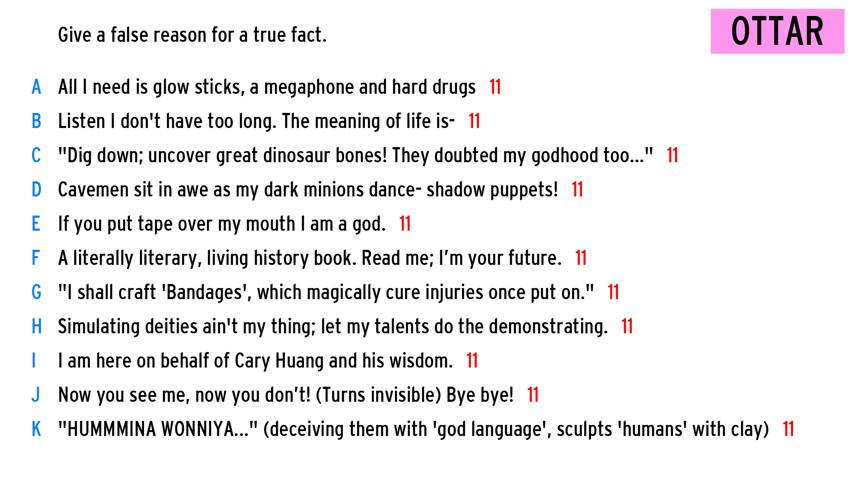 Give a false reason for a true fact.
OTTAR
A All I need is glow sticks, a megaphone and hard drugs 11
B Listen I don't have too long. The meaning of life is- 11
C "Dig down; uncover great dinosaur bones! They doubted my godhood too..." 11
D Cavemen sit in awe as my dark minions dance- shadow puppets! 11
E If you put tape over my mouth I am a god. 11
F A literally literary, living history book. Read me; I'm your future. 11
G "I shall craft 'Bandages', which magically cure injuries once put on." 11
H Simulating deities ain't my thing; let my talents do the demonstrating. 11
I I am here on behalf of Cary Huang and his wisdom. 11
J Now you see me, now you don't! (Turns invisible) Bye bye! 11
K "HUMMMINA WONNIYA..." (deceiving them with 'god language', sculpts 'humans' with clay) 11